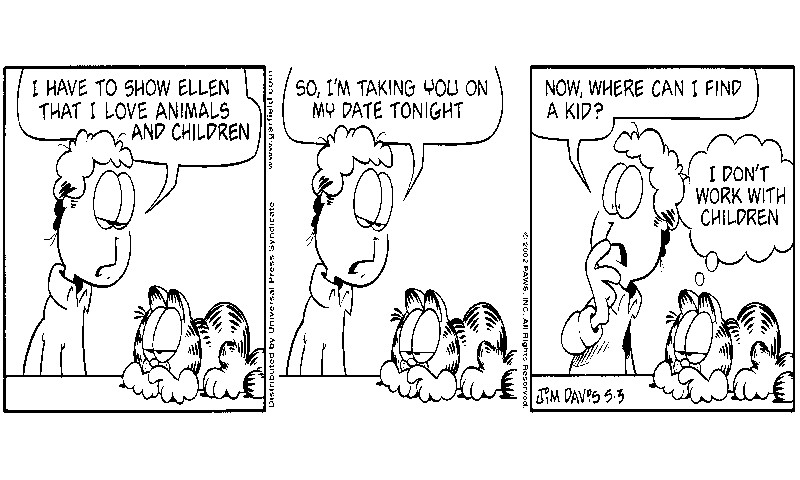 I HAVE TO SHOW ELLEN
THAT I LOVE ANIMALS
AND CHILDREN
www.garfield.com
Distributed by Universal Press Syndicate
SO, I'M TAKING YOU ON
MY DATE TONIGHT
© 2002 PAWS, INC. All Rights Reserved.
NOW, WHERE CAN I FIND
A KID?
I DON'T
WORK WITH
CHILDREN
JIM DAVIS 5-3